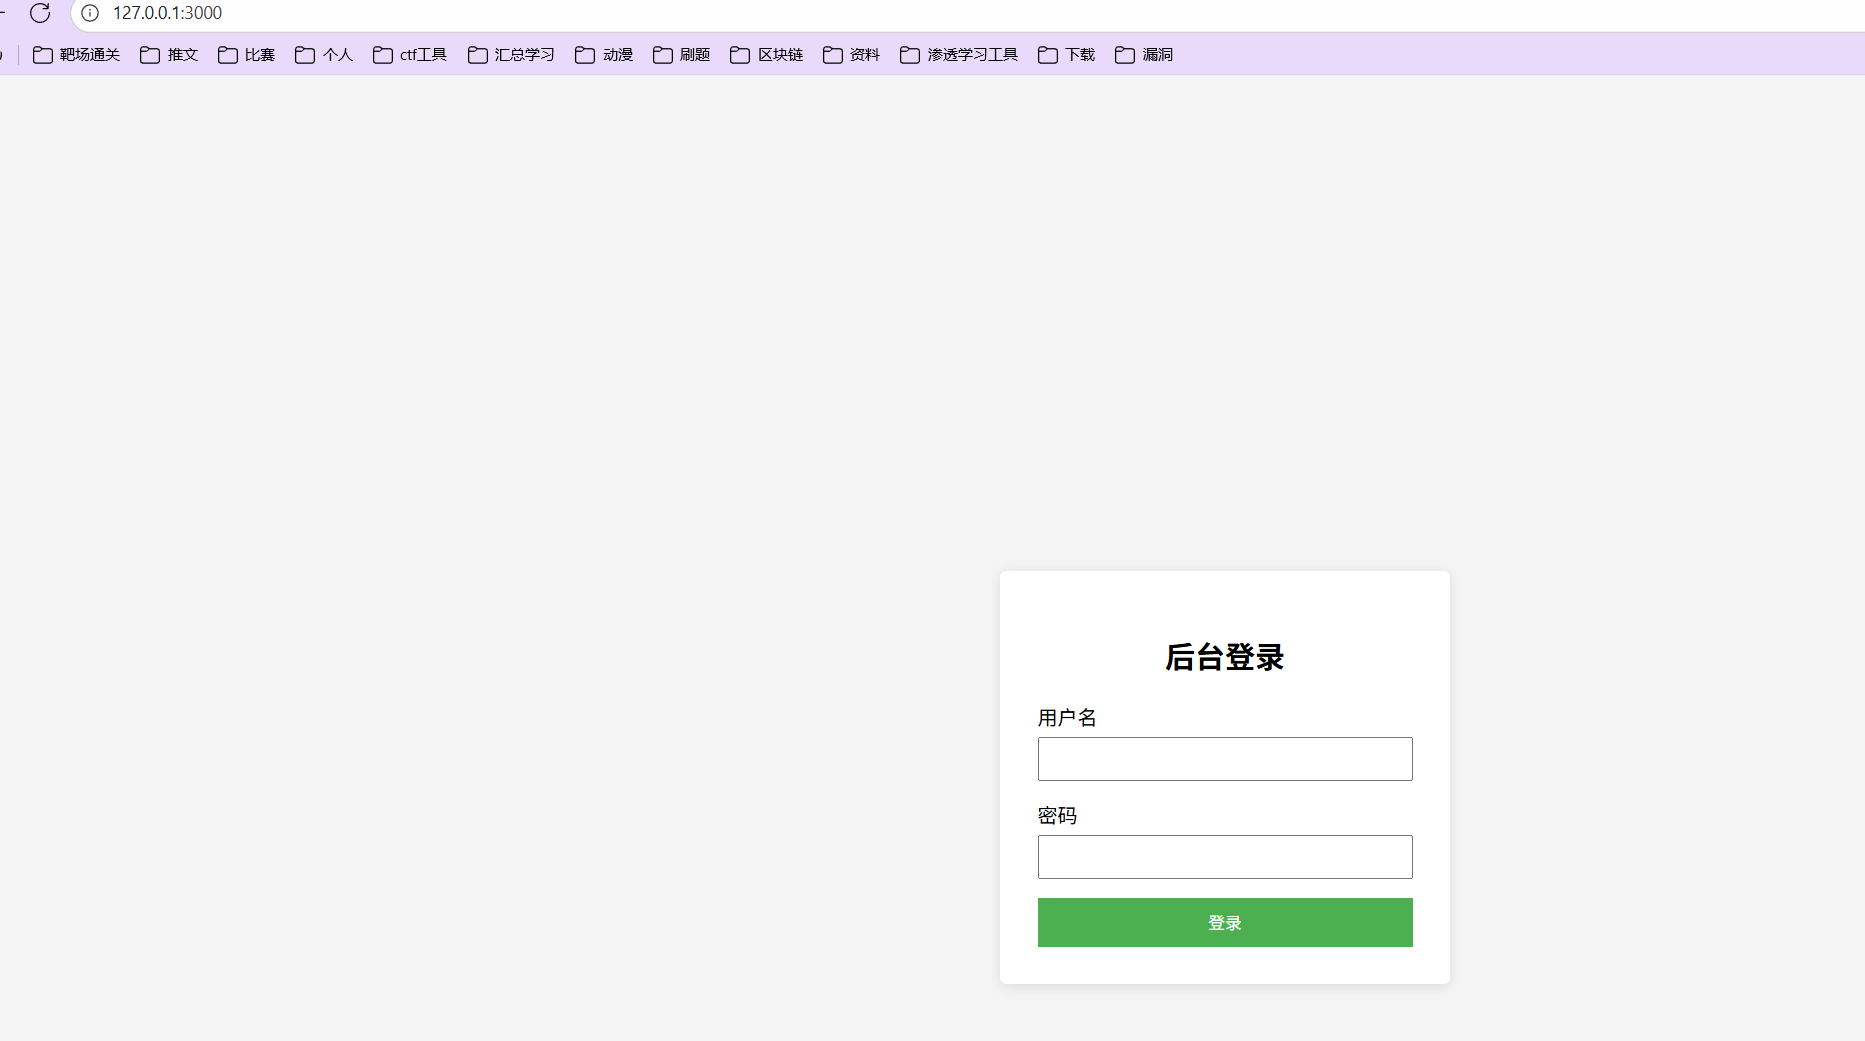 127.0.0.1:3000
靶场通关 推文 比赛 个人 ctf工具 汇总学习 动漫 刷题 区块链 资料 渗透学习工具 下载 漏洞
后台登录
用户名
密码
登录